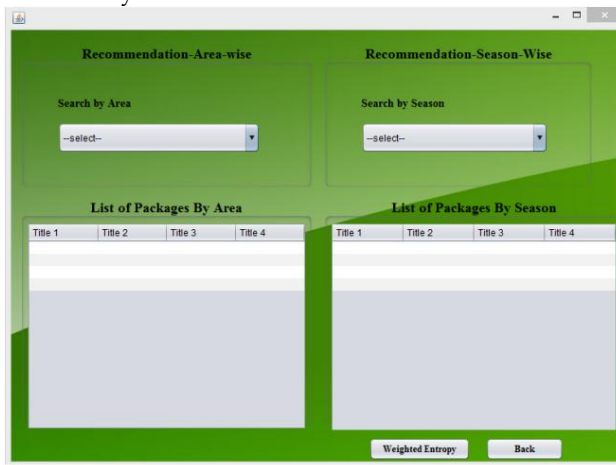 Recommendation-Area-wise
Recommendation-Season-Wise
Search by Area
Search by Season
--select--
--select--
List of Packages By Area
List of Packages By Season
Title 1 Title 2 Title 3 Title 4
Title 1 Title 2 Title 3 Title 4
Weighted Entropy
Back